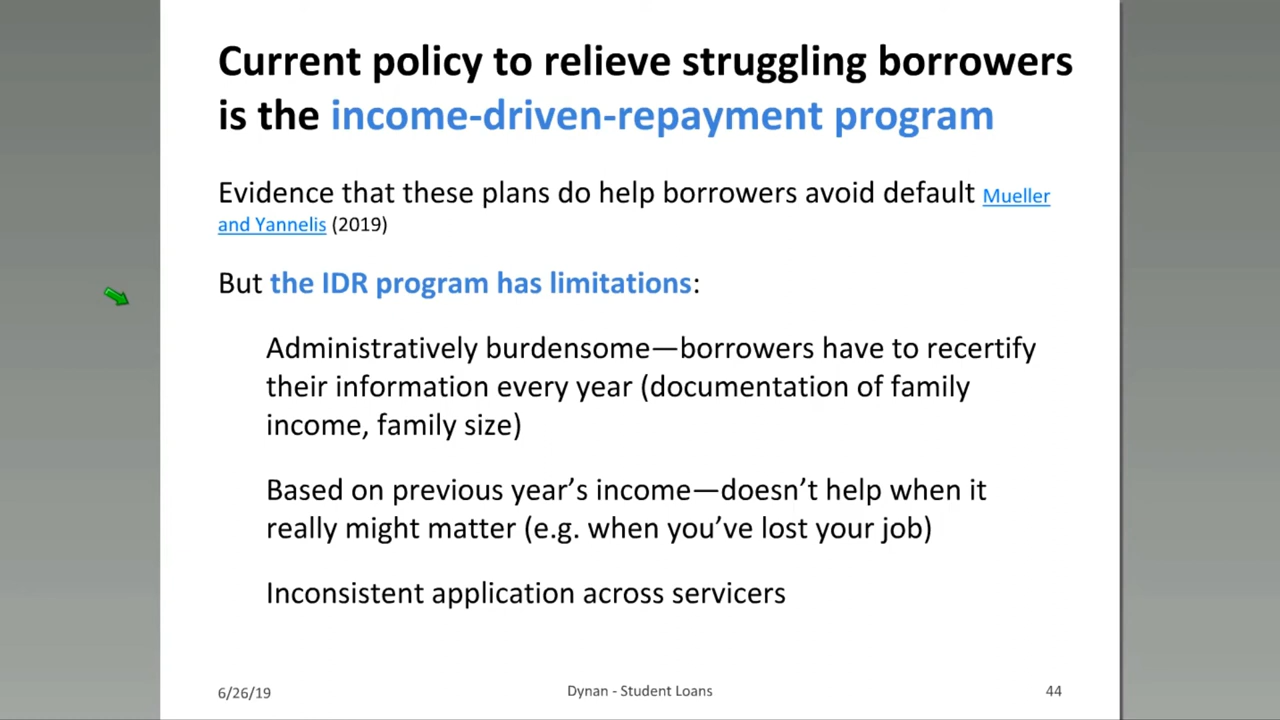 Current policy to relieve struggling borrowers
is the income-driven-repayment program
Evidence that these plans do help borrowers avoid default Mueller
and Yannelis (2019)
But the IDR program has limitations:
Administratively burdensome—borrowers have to recertify
their information every year (documentation of family
income, family size)
Based on previous year’s income—doesn’t help when it
really might matter (e.g. when you’ve lost your job)
Inconsistent application across servicers
6/26/19
Dynan - Student Loans
44